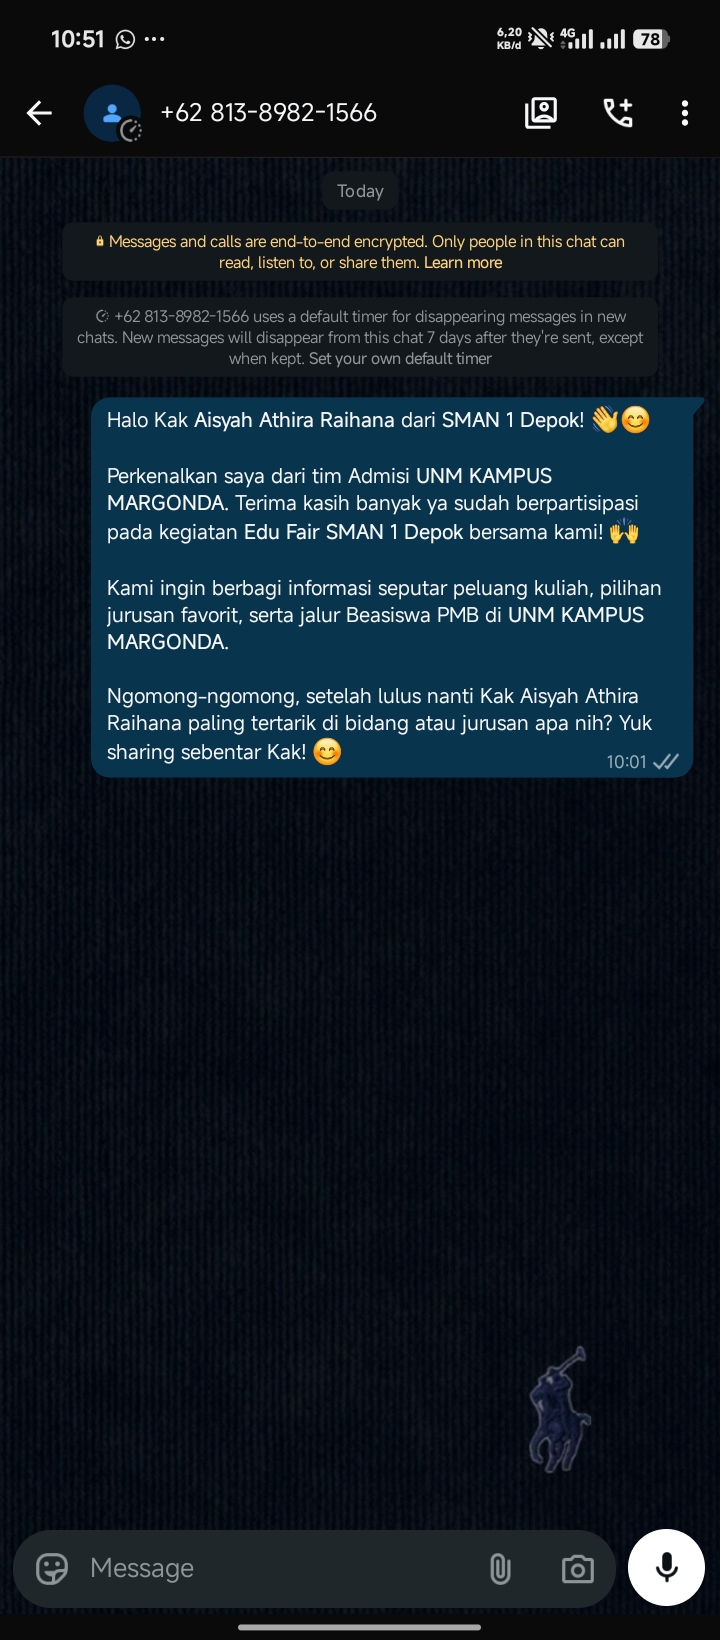 10:51
6,20 KB/d
4G
78
+62 813-8982-1566
Today
Messages and calls are end-to-end encrypted. Only people in this chat can
read, listen to, or share them. Learn more
+62 813-8982-1566 uses a default timer for disappearing messages in new
chats. New messages will disappear from this chat 7 days after they're sent, except
when kept. Set your own default timer
Halo Kak Aisyah Athira Raihana dari SMAN 1 Depok! 👋😊
Perkenalkan saya dari tim Admisi UNM KAMPUS
MARGONDA. Terima kasih banyak ya sudah berpartisipasi
pada kegiatan Edu Fair SMAN 1 Depok bersama kami! 🙌
Kami ingin berbagi informasi seputar peluang kuliah, pilihan
jurusan favorit, serta jalur Beasiswa PMB di UNM KAMPUS
MARGONDA.
Ngomong-ngomong, setelah lulus nanti Kak Aisyah Athira
Raihana paling tertarik di bidang atau jurusan apa nih? Yuk
sharing sebentar Kak! 😊
10:01
Message